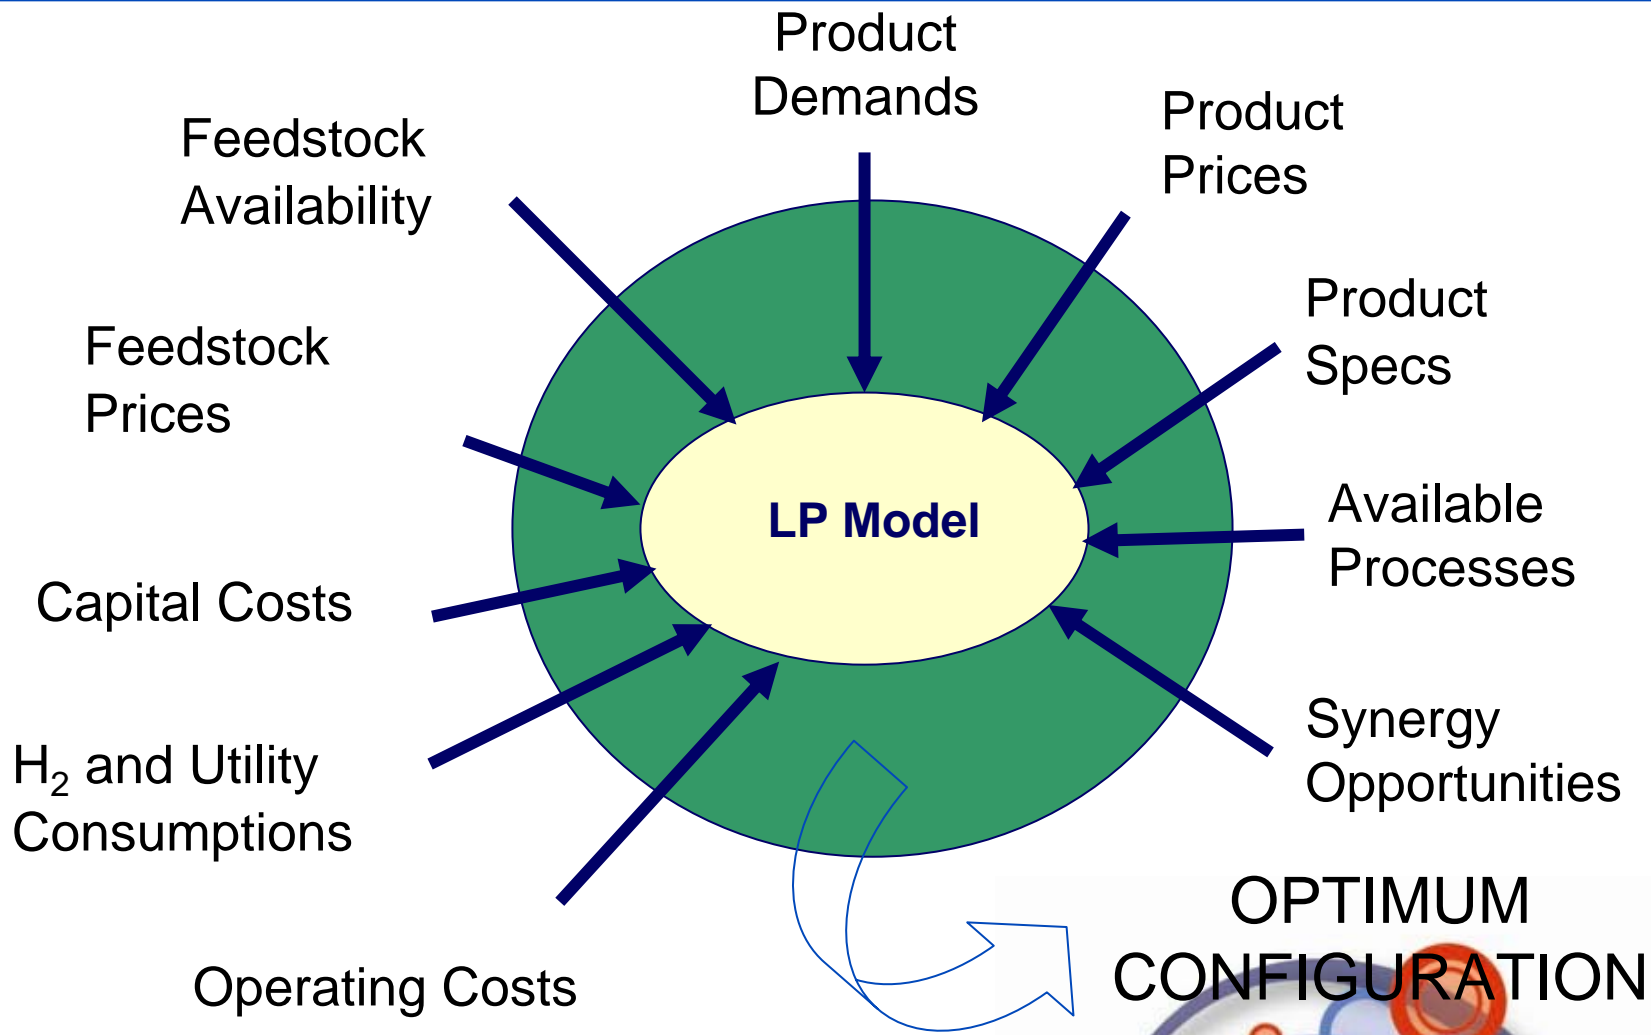 Product
Demands
Product
Prices
Feedstock
Availability
Product
Specs
Feedstock
Prices
LP Model
Available
Processes
Capital Costs
Synergy
Opportunities
H₂ and Utility
Consumptions
OPTIMUM
CONFIGURATION
Operating Costs